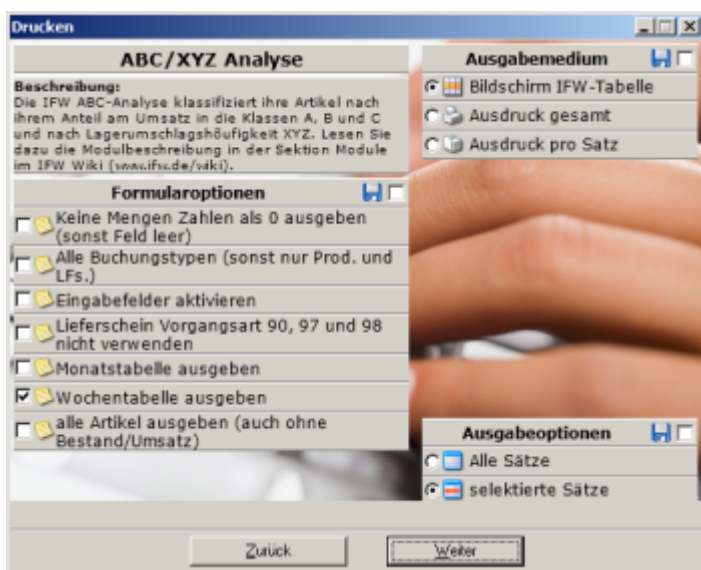 Drucken
ABC/XYZ Analyse
Beschreibung:
Die IFW ABC-Analyse klassifiziert ihre Artikel nach
ihrem Anteil am Umsatz in die Klassen A, B und C
und nach Lagerumschlagshöufigkeit XYZ. Lesen Sie
dazu die Modulbeschreibung in der Sektion Module
im IFW Wiki (www.ifw.de/wiki).
Formularoptionen
Keine Mengen Zahlen als 0 ausgeben
(sonst Feld leer)
Alle Buchungstypen (sonst nur Prod. und
LFs.)
Eingabefelder aktivieren
Lieferschein Vorgangsart 90, 97 und 98
nicht verwenden
Monatstabelle ausgeben
Wochentabelle ausgeben
alle Artikel ausgeben (auch ohne
Bestand/Umsatz)
Ausgabemedium
Bildschirm IFW-Tabelle
Ausdruck gesamt
Ausdruck pro Satz
Ausgabeoptionen
Alle Sätze
selektierte Sätze
Zurück
Weiter